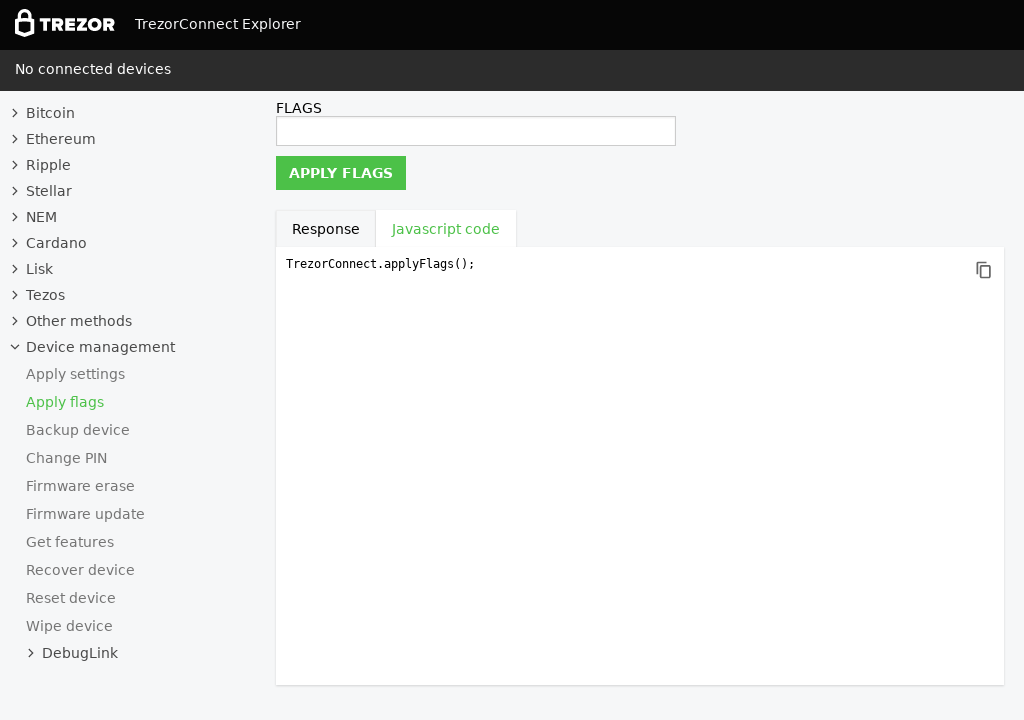 TREZOR TrezorConnect Explorer
No connected devices
Bitcoin
Ethereum
Ripple
Stellar
NEM
Cardano
Lisk
Tezos
Other methods
Device management
Apply settings
Apply flags
Backup device
Change PIN
Firmware erase
Firmware update
Get features
Recover device
Reset device
Wipe device
DebugLink
FLAGS
APPLY FLAGS
Response Javascript code
TrezorConnect.applyFlags();